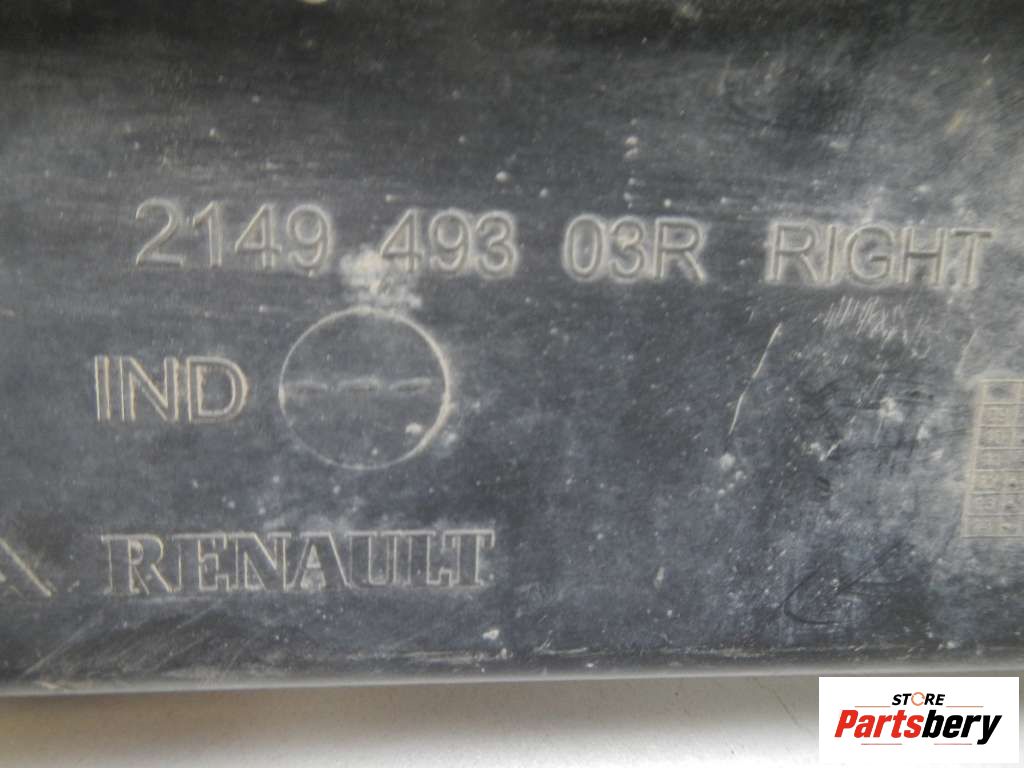 2149 493 03R RIGHT
IND ---
RENAULT
STORE
Partsbery